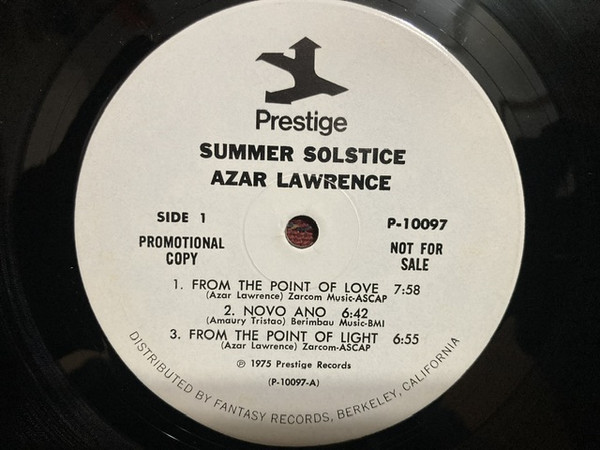 Prestige
SUMMER SOLSTICE
AZAR LAWRENCE
SIDE 1
P-10097
PROMOTIONAL
COPY
NOT FOR
SALE
1. FROM THE POINT OF LOVE 7:58
(Azar Lawrence) Zarcom Music-ASCAP
2. NOVO ANO 6:42
(Amaury Tristao) Berimbau Music-BMI
3. FROM THE POINT OF LIGHT 6:55
(Azar Lawrence) Zarcom-ASCAP
℗ 1975 Prestige Records
(P-10097-A)
DISTRIBUTED BY FANTASY RECORDS, BERKELEY, CALIFORNIA